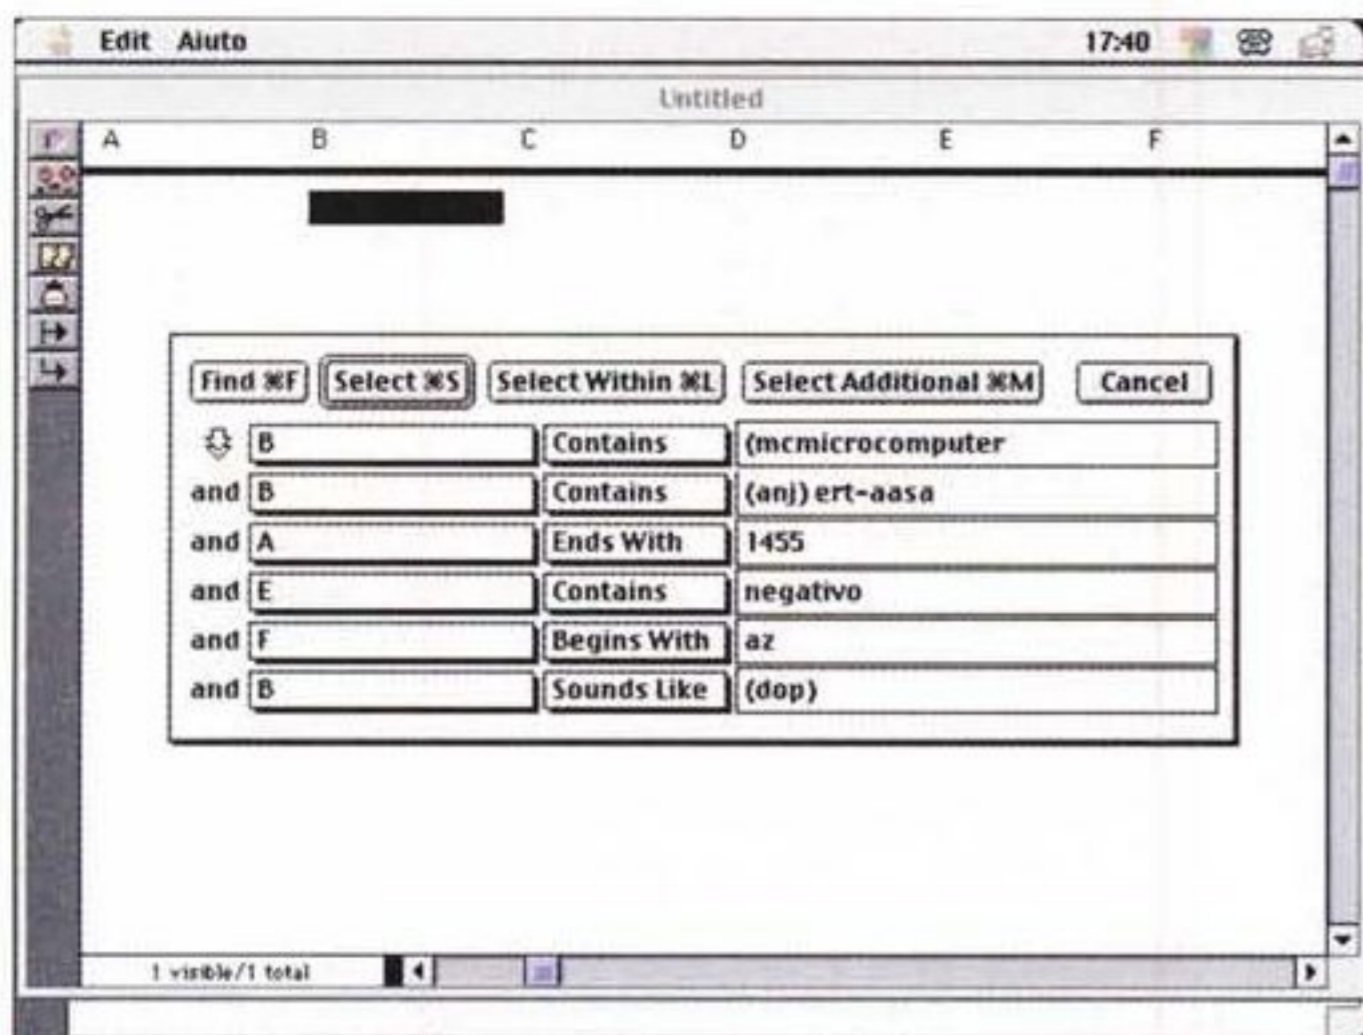 Edit Aiuto 17:40
Untitled
A B C D E F
Find ⌘F Select ⌘S Select Within ⌘L Select Additional ⌘M Cancel
B Contains (mcmicrocomputer
and B Contains (anj) ert-aasa
and A Ends With 1455
and E Contains negativo
and F Begins With az
and B Sounds Like (dop)
1 visible/1 total